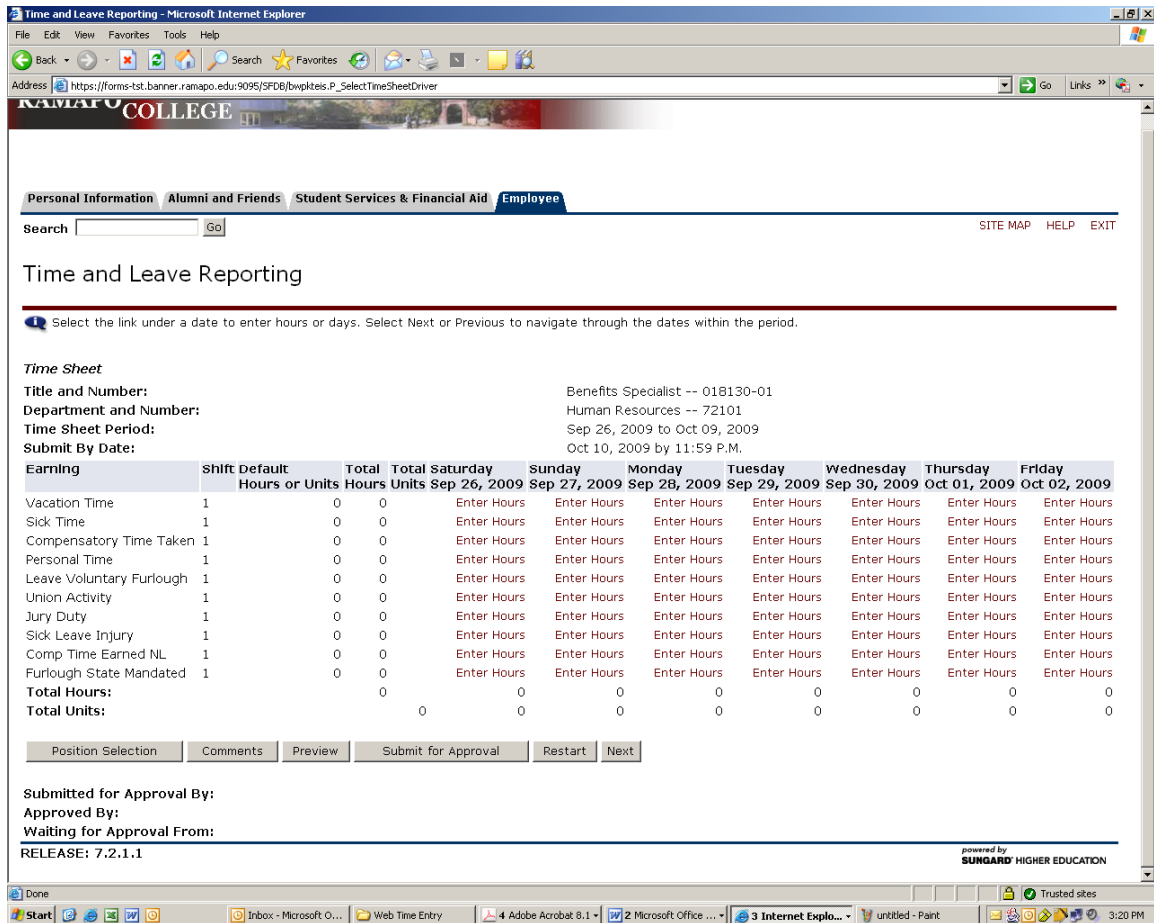 Time and Leave Reporting - Microsoft Internet Explorer
File Edit View Favorites Tools Help
Back Search Favorites
Address https://forms-tst.banner.ramapo.edu:9095/SFDB/bwpkteis.P_SelectTimeSheetDriver Go Links »
RAMAPO
COLLEGE
Personal Information Alumni and Friends Student Services & Financial Aid Employee
Search Go SITE MAP HELP EXIT
Time and Leave Reporting
Select the link under a date to enter hours or days. Select Next or Previous to navigate through the dates within the period.
Time Sheet
Title and Number: Benefits Specialist -- 018130-01
Department and Number: Human Resources -- 72101
Time Sheet Period: Sep 26, 2009 to Oct 09, 2009
Submit By Date: Oct 10, 2009 by 11:59 P.M.
Earning Shift Default Total Total Saturday Sunday Monday Tuesday Wednesday Thursday Friday
Hours or Units Hours Units Sep 26, 2009 Sep 27, 2009 Sep 28, 2009 Sep 29, 2009 Sep 30, 2009 Oct 01, 2009 Oct 02, 2009
Vacation Time 1 0 0 Enter Hours Enter Hours Enter Hours Enter Hours Enter Hours Enter Hours Enter Hours
Sick Time 1 0 0 Enter Hours Enter Hours Enter Hours Enter Hours Enter Hours Enter Hours Enter Hours
Compensatory Time Taken 1 0 0 Enter Hours Enter Hours Enter Hours Enter Hours Enter Hours Enter Hours Enter Hours
Personal Time 1 0 0 Enter Hours Enter Hours Enter Hours Enter Hours Enter Hours Enter Hours Enter Hours
Leave Voluntary Furlough 1 0 0 Enter Hours Enter Hours Enter Hours Enter Hours Enter Hours Enter Hours Enter Hours
Union Activity 1 0 0 Enter Hours Enter Hours Enter Hours Enter Hours Enter Hours Enter Hours Enter Hours
Jury Duty 1 0 0 Enter Hours Enter Hours Enter Hours Enter Hours Enter Hours Enter Hours Enter Hours
Sick Leave Injury 1 0 0 Enter Hours Enter Hours Enter Hours Enter Hours Enter Hours Enter Hours Enter Hours
Comp Time Earned NL 1 0 0 Enter Hours Enter Hours Enter Hours Enter Hours Enter Hours Enter Hours Enter Hours
Furlough State Mandated 1 0 0 Enter Hours Enter Hours Enter Hours Enter Hours Enter Hours Enter Hours Enter Hours
Total Hours: 0 0 0 0 0 0 0 0
Total Units: 0 0 0 0 0 0 0 0
Position Selection Comments Preview Submit for Approval Restart Next
Submitted for Approval By:
Approved By:
Waiting for Approval From:
RELEASE: 7.2.1.1 powered by
SUNGARD® HIGHER EDUCATION
Done Trusted sites
Start Inbox - Microsoft O... Web Time Entry 4 Adobe Acrobat 8.1 2 Microsoft Office ... 3 Internet Explo... untitled - Paint 3:20 PM